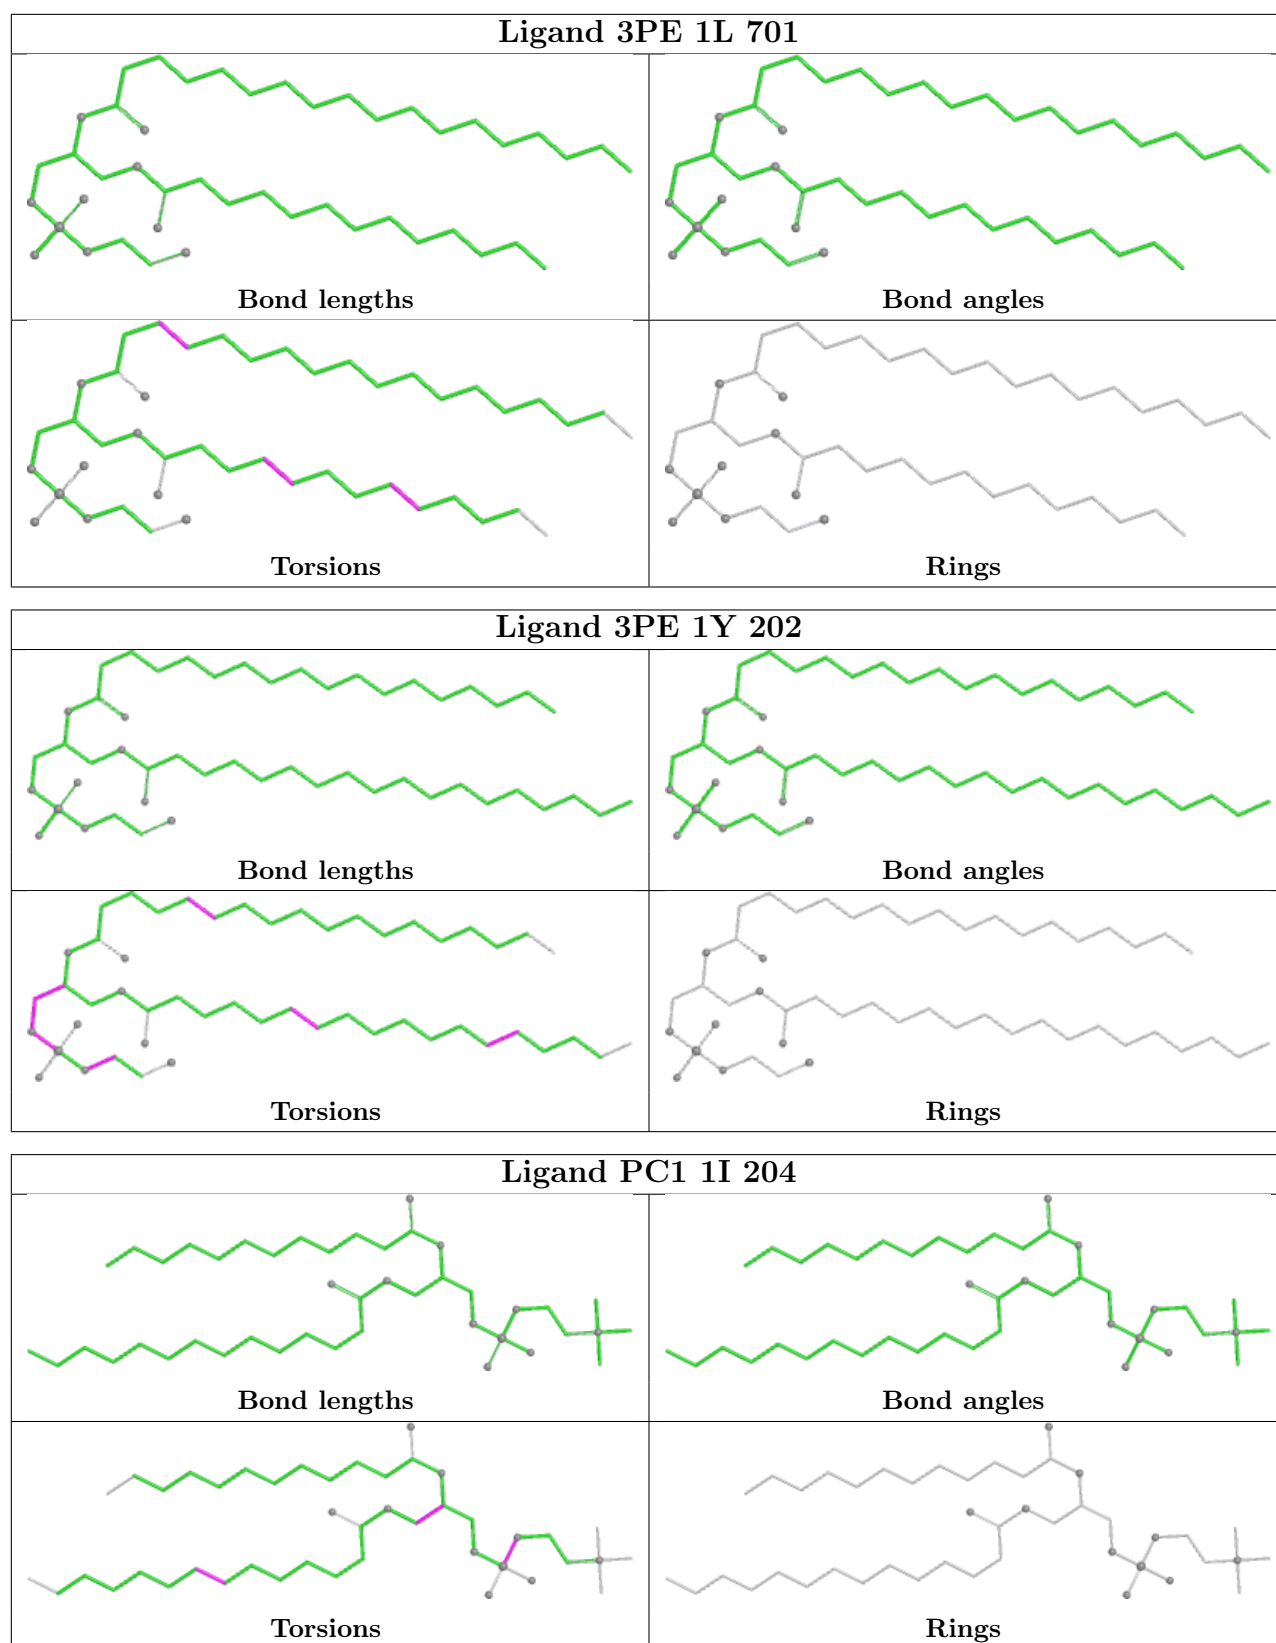 Ligand 3PE 1L 701
Bond lengths
Bond angles
Torsions
Rings
Ligand 3PE 1Y 202
Bond lengths
Bond angles
Torsions
Rings
Ligand PC1 1I 204
Bond lengths
Bond angles
Torsions
Rings